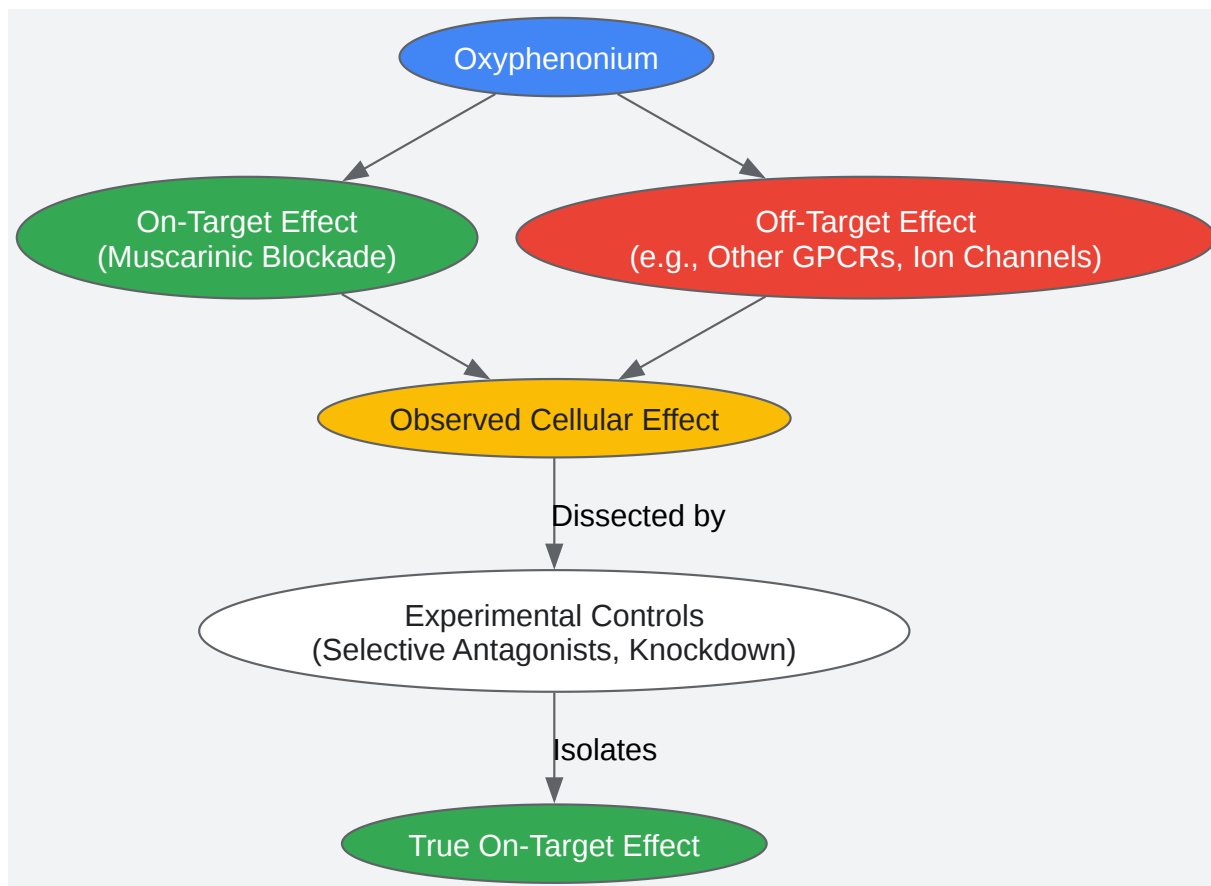 Oxyphenonium
On-Target Effect
(Muscarinic Blockade)
Off-Target Effect
(e.g., Other GPCRs, Ion Channels)
Observed Cellular Effect
Dissected by
Experimental Controls
(Selective Antagonists, Knockdown)
Isolates
True On-Target Effect